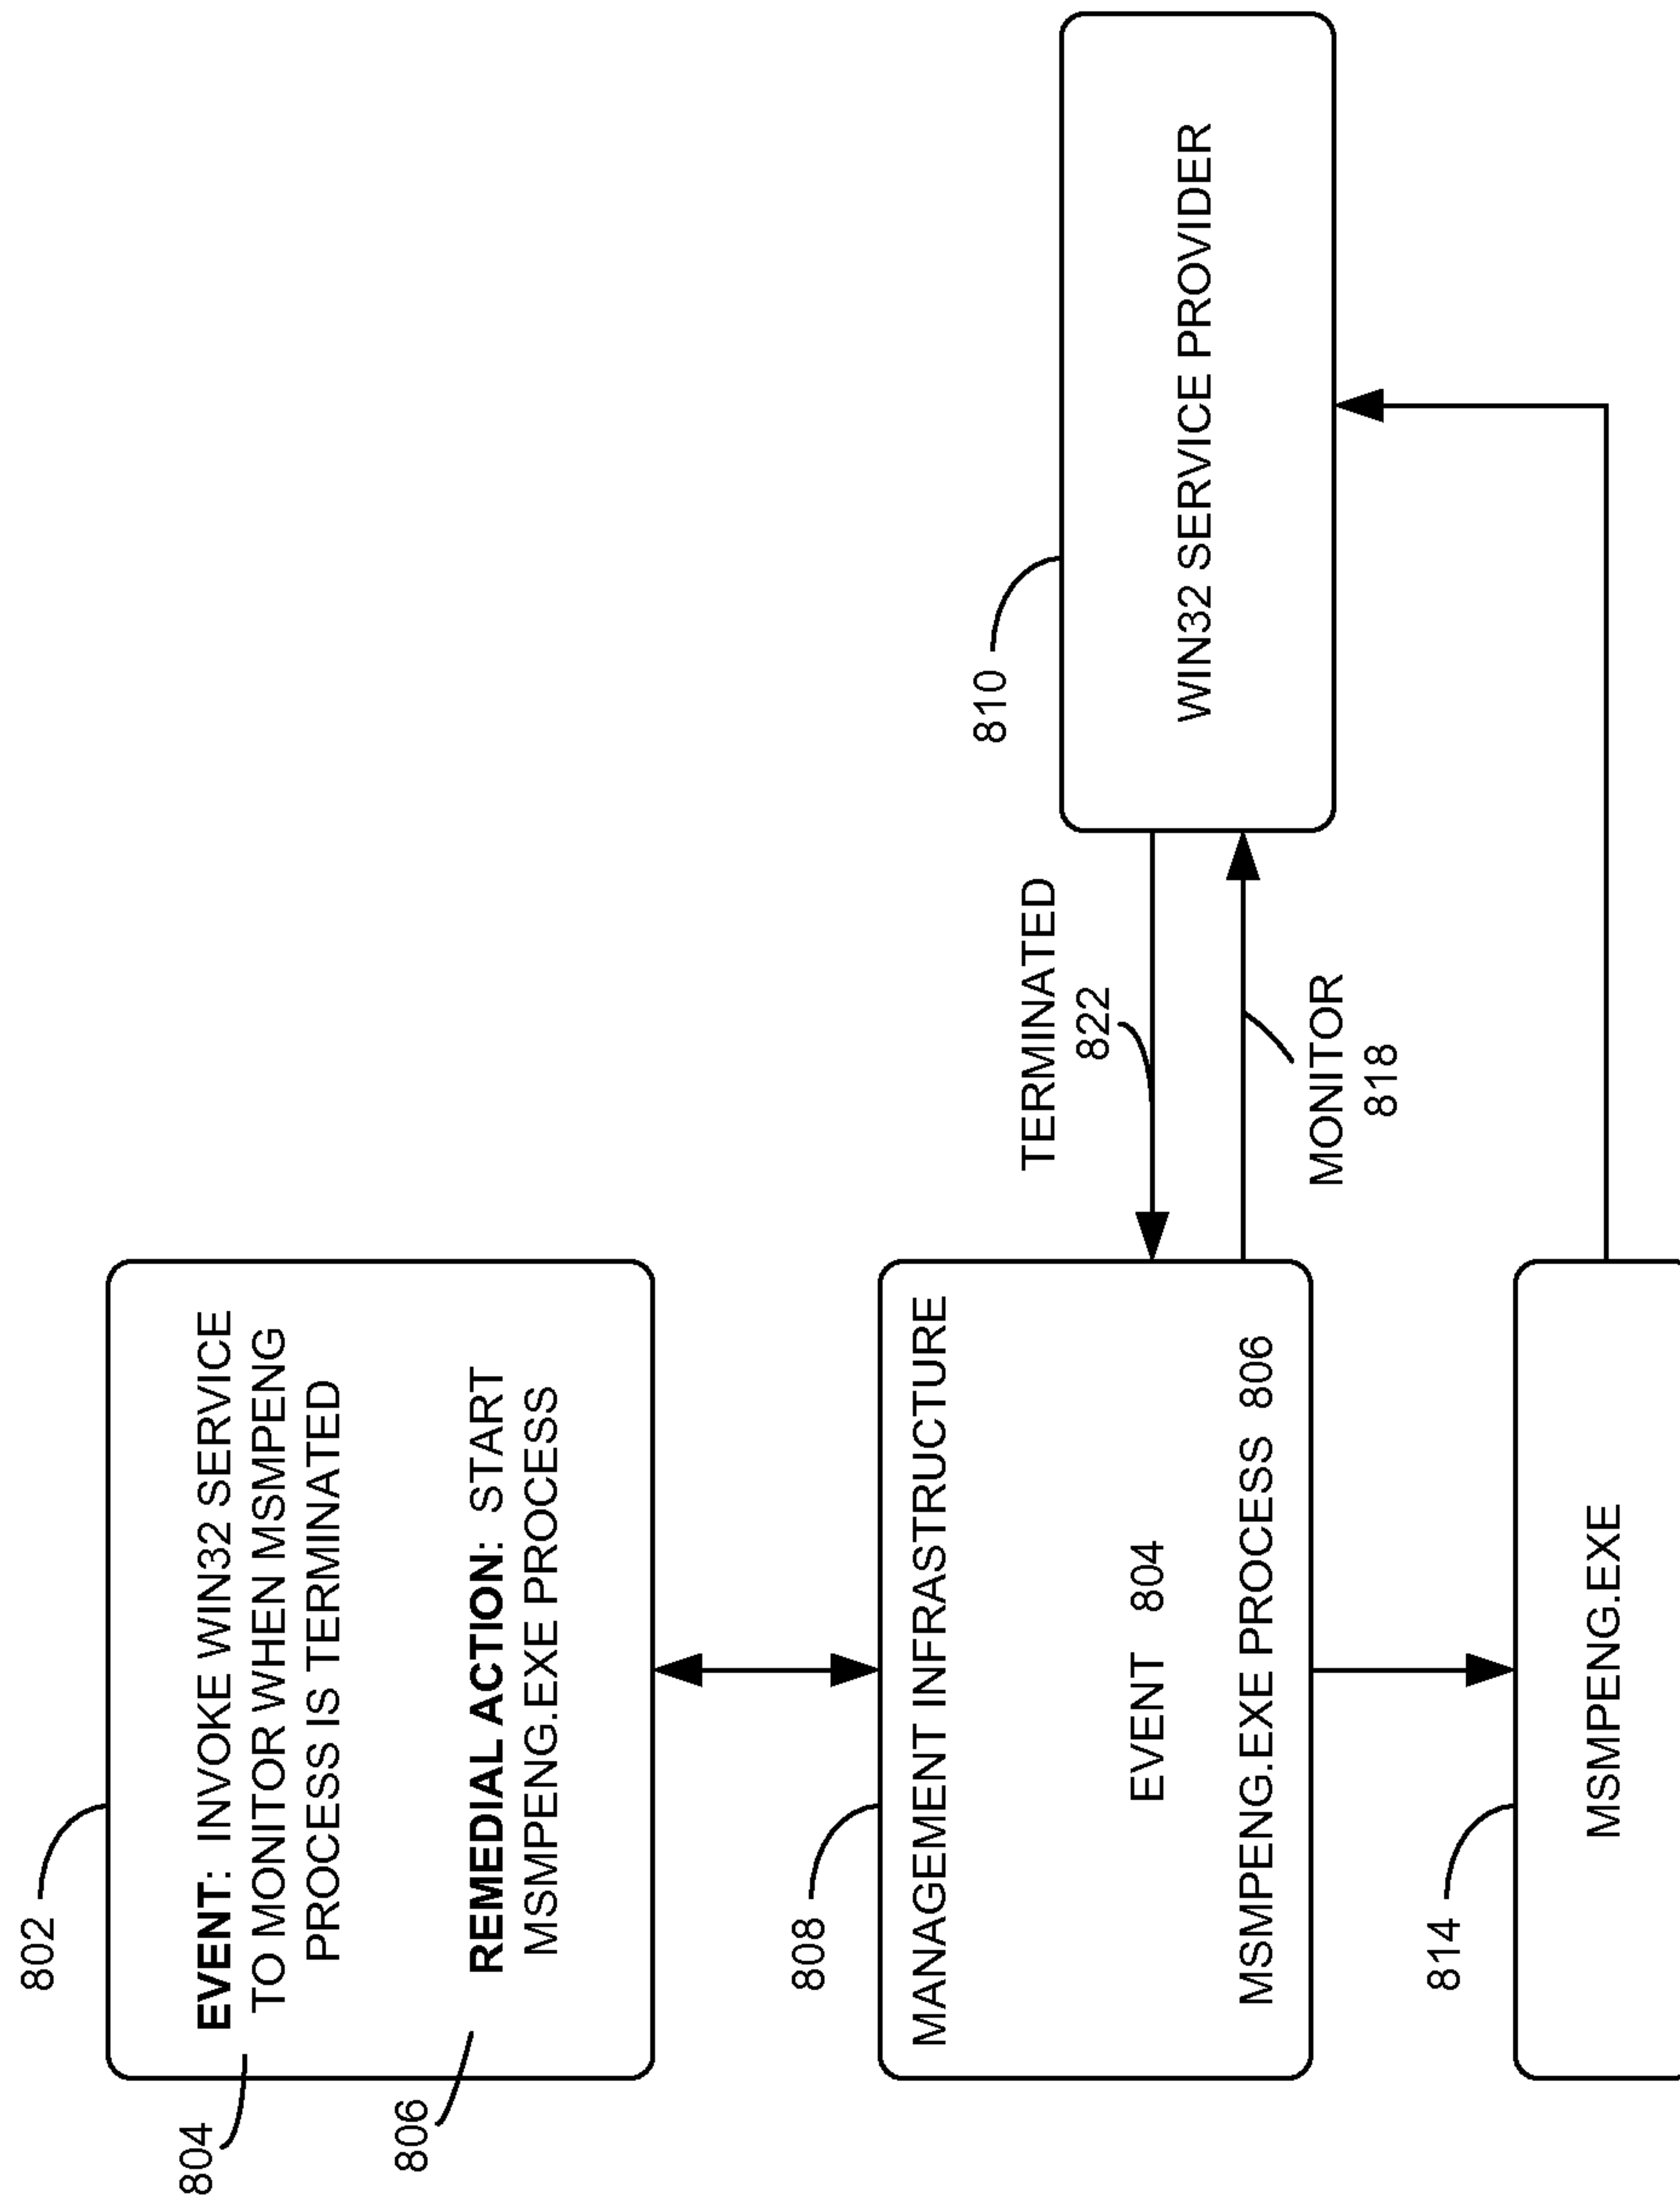 802
804
EVENT: INVOKE WIN32 SERVICE
TO MONITOR WHEN MSMPENG
PROCESS IS TERMINATED
806
REMEDIAL ACTION: START
MSMPENG.EXE PROCESS
808
MANAGEMENT INFRASTRUCTURE
EVENT 804
MSMPENG.EXE PROCESS 806
TERMINATED
822
MONITOR
818
810
WIN32 SERVICE PROVIDER
814
MSMPENG.EXE